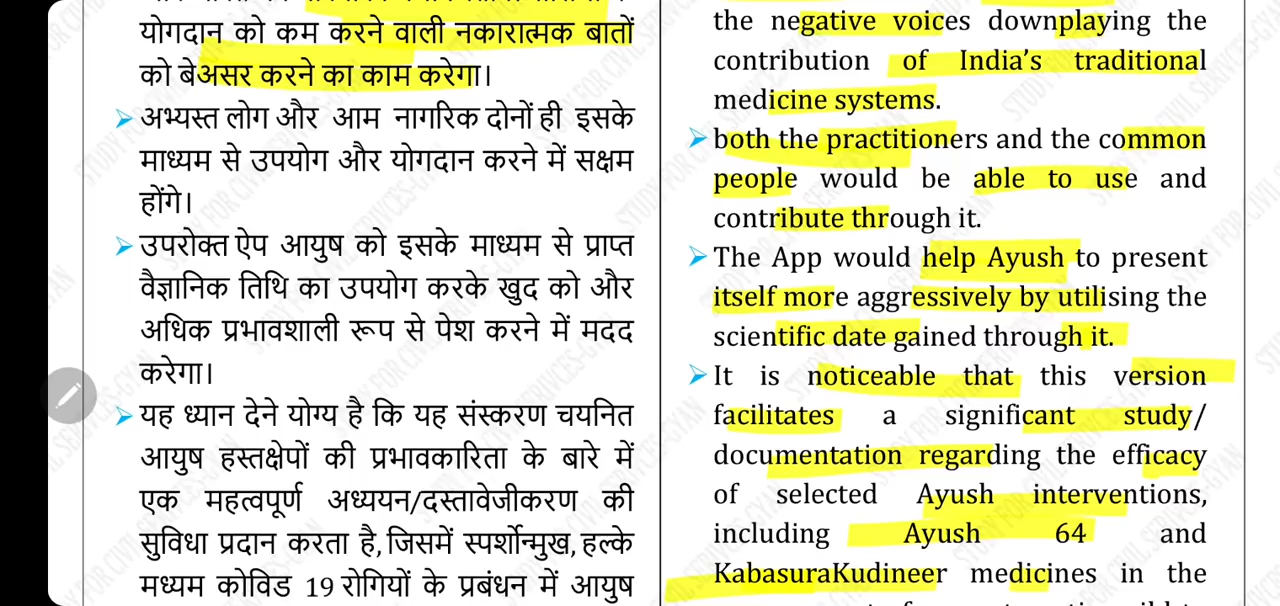 योगदान को कम करने वाली नकारात्मक बातों
को बेअसर करने का काम करेगा।
अभ्यस्त लोग और आम नागरिक दोनों ही इसके
माध्यम से उपयोग और योगदान करने में सक्षम
होंगे।
उपरोक्त ऐप आयुष को इसके माध्यम से प्राप्त
वैज्ञानिक तिथि का उपयोग करके खुद को और
अधिक प्रभावशाली रूप से पेश करने में मदद
करेगा।
यह ध्यान देने योग्य है कि यह संस्करण चयनित
आयुष हस्तक्षेपों की प्रभावकारिता के बारे में
एक महत्वपूर्ण अध्ययन/दस्तावेजीकरण की
सुविधा प्रदान करता है, जिसमें स्पर्शोन्मुख, हल्के
मध्यम कोविड 19 रोगियों के प्रबंधन में आयुष
the negative voices downplaying the
contribution of India’s traditional
medicine systems.
both the practitioners and the common
people would be able to use and
contribute through it.
The App would help Ayush to present
itself more aggressively by utilising the
scientific date gained through it.
It is noticeable that this version
facilitates a significant study/
documentation regarding the efficacy
of selected Ayush interventions,
including Ayush 64 and
KabasuraKudineer medicines in the